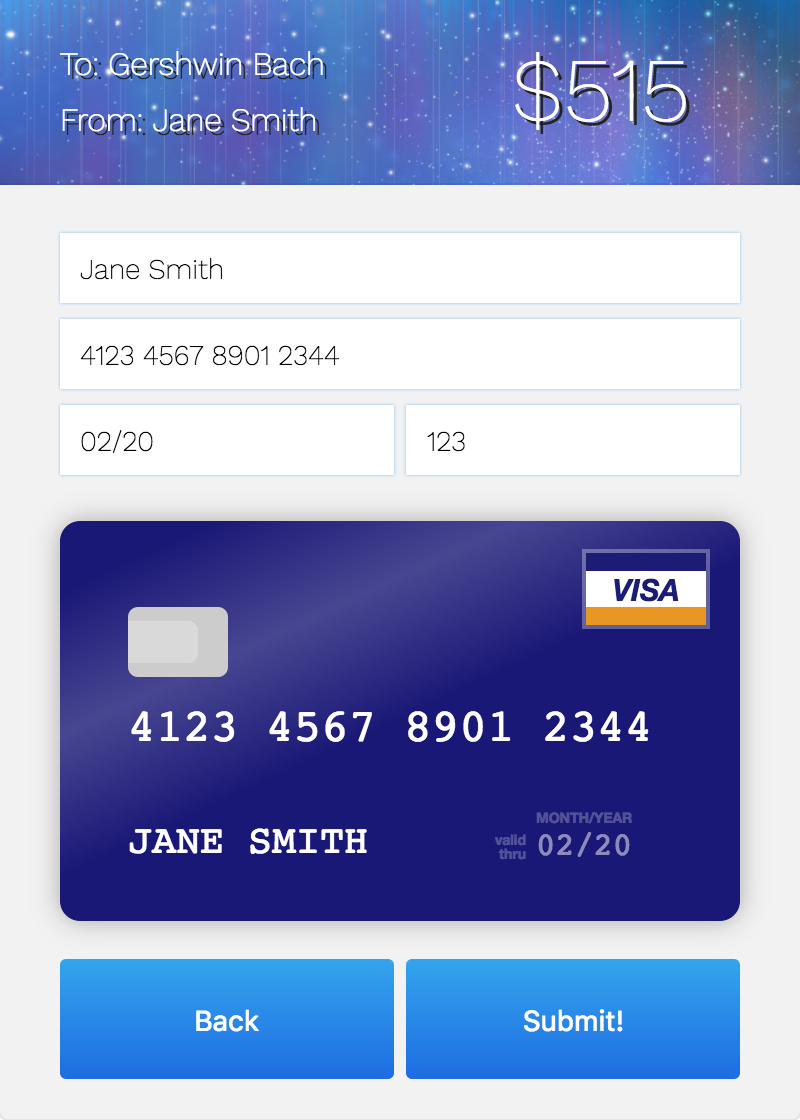 To: Gershwin Bach
From: Jane Smith
$515
Jane Smith
4123 4567 8901 2344
02/20
123
VISA
4123 4567 8901 2344
MONTH/YEAR
valid
thru
02/20
JANE SMITH
Back
Submit!